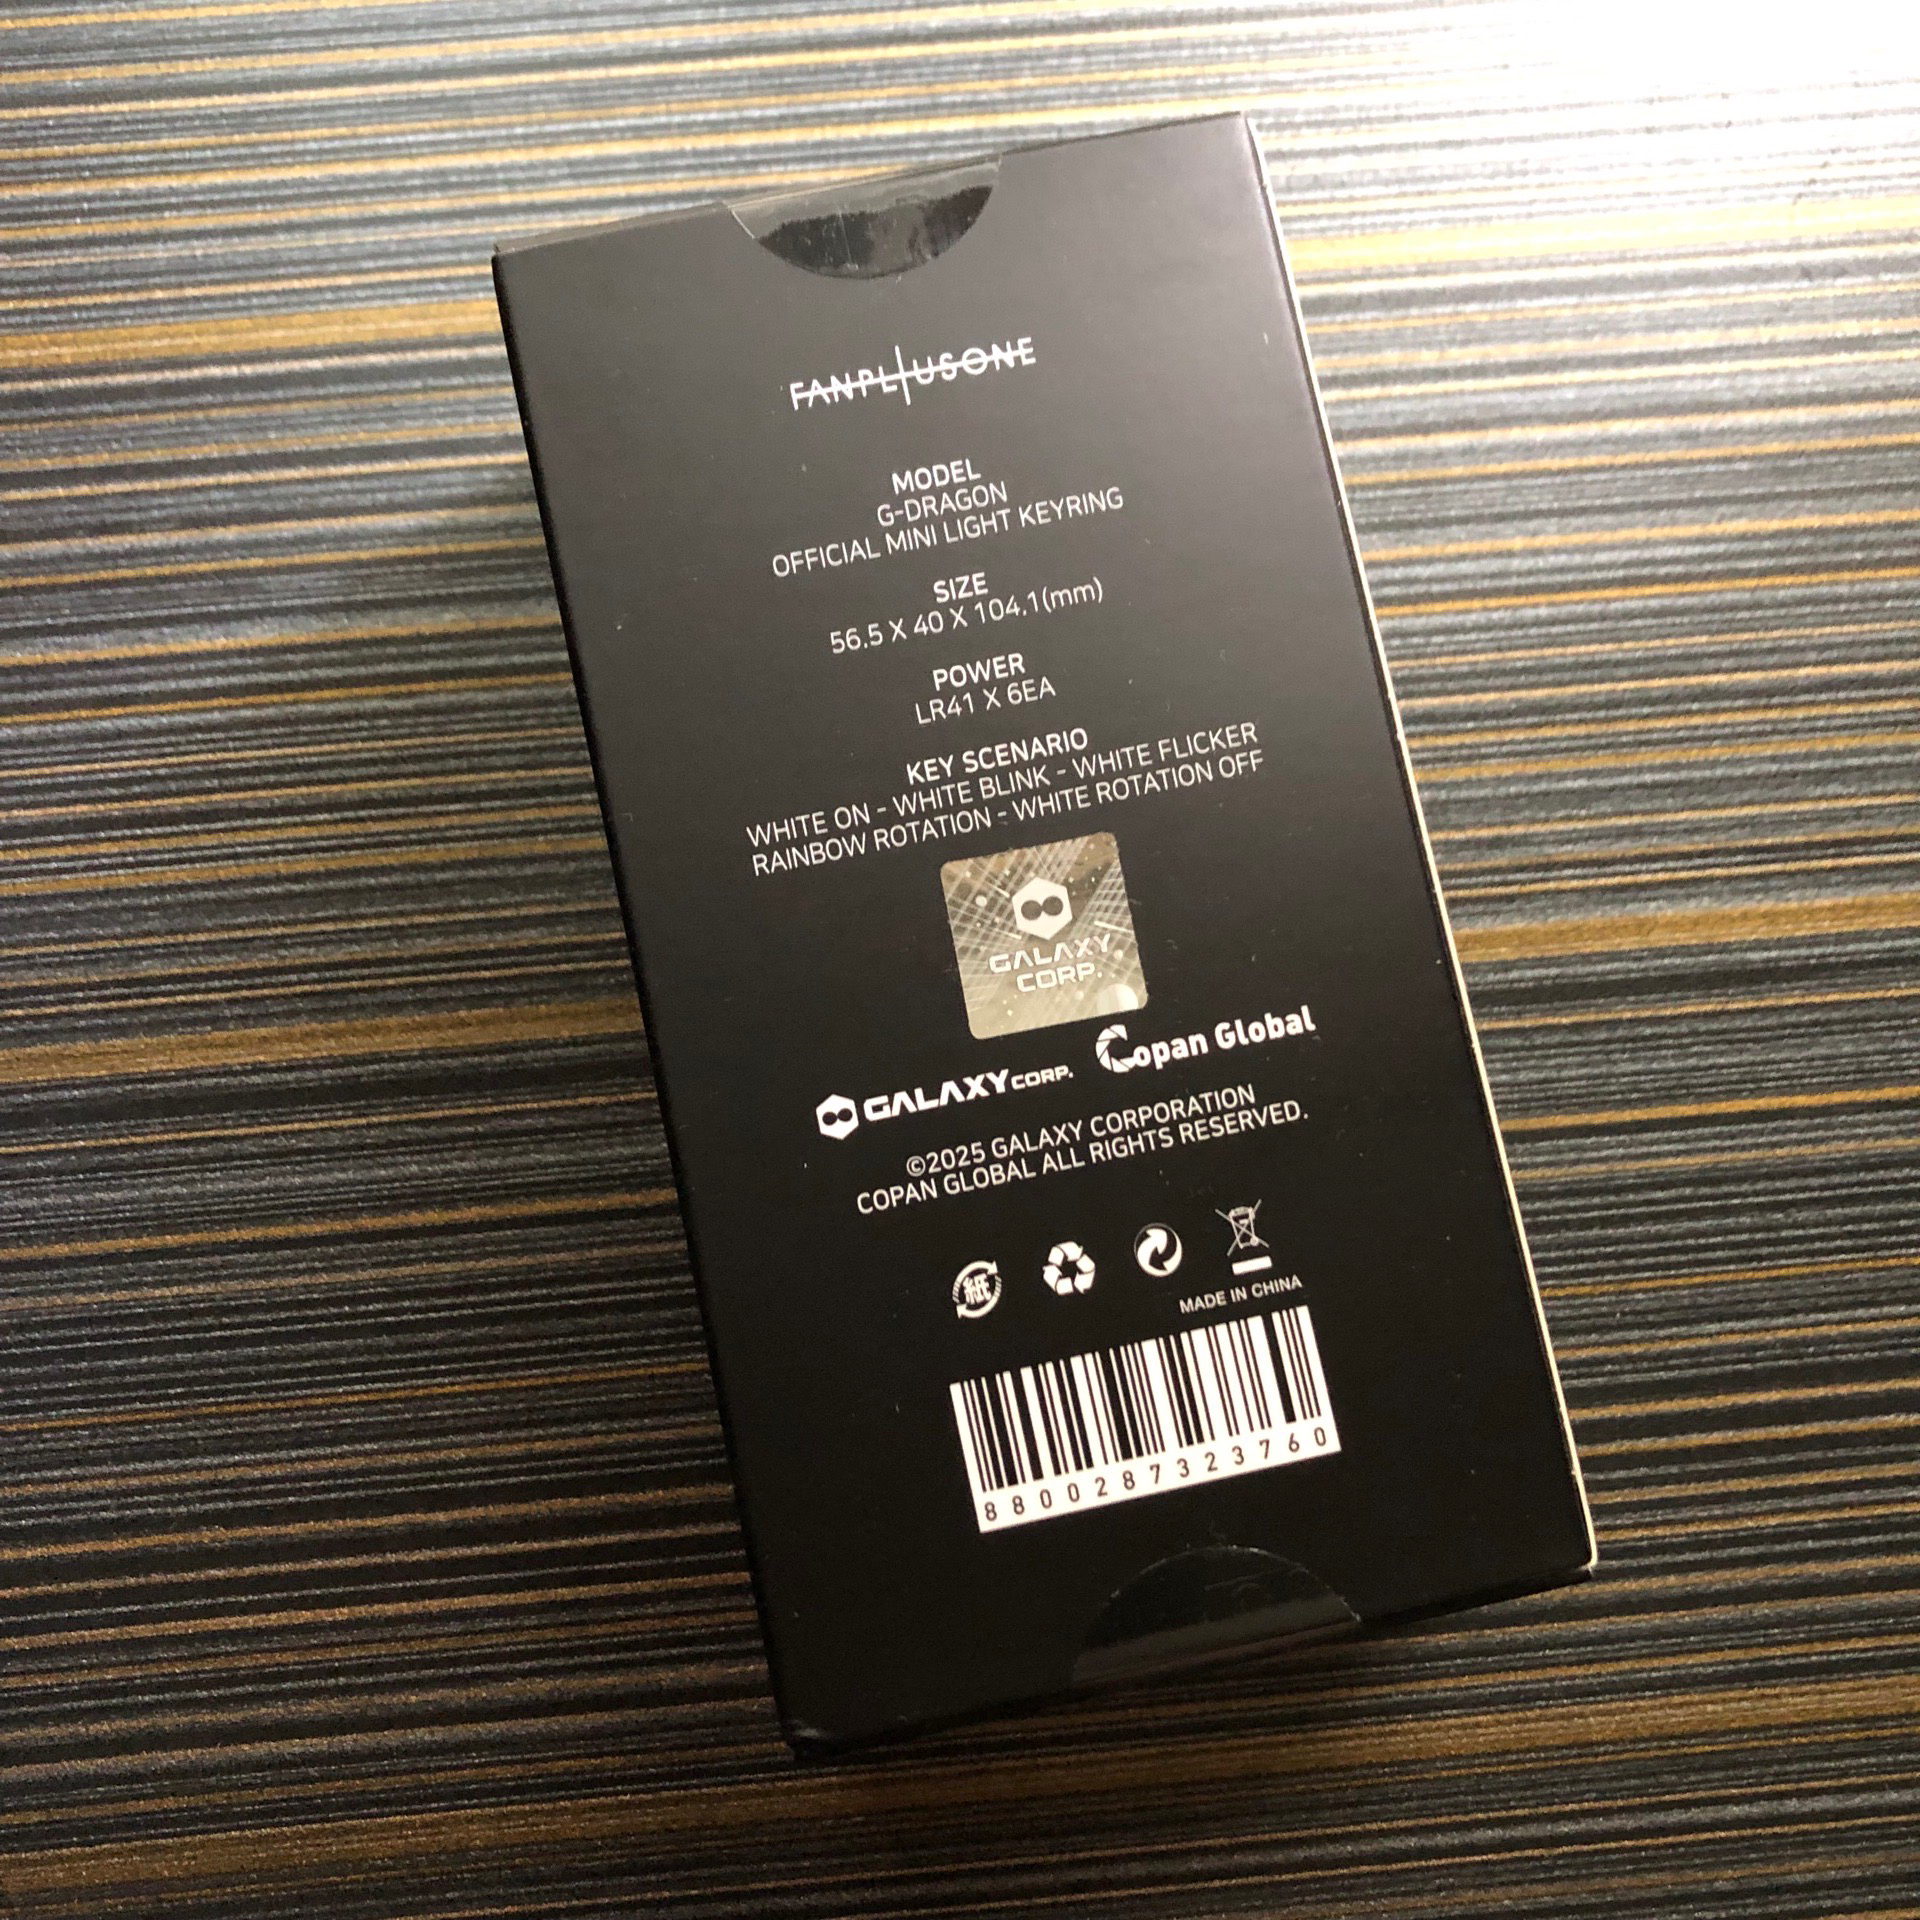 FANPLUSONE
MODEL
G-DRAGON
OFFICIAL MINI LIGHT KEYRING
SIZE
56.5 X 40 X 104.1(mm)
POWER
LR41 X 6EA
KEY SCENARIO
WHITE ON - WHITE BLINK - WHITE FLICKER
RAINBOW ROTATION - WHITE ROTATION OFF
GALAXY
CORP.
GALAXY CORP. Copan Global
©2025 GALAXY CORPORATION
COPAN GLOBAL ALL RIGHTS RESERVED.
紙
MADE IN CHINA
8800287323760